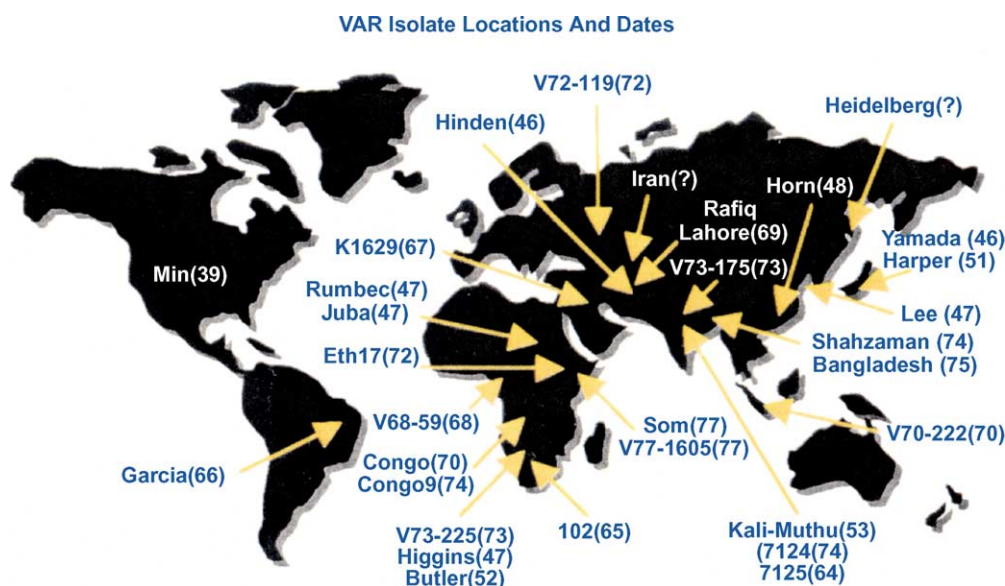 VAR Isolate Locations And Dates
V72-119(72)
Heidelberg(?)
Hinden(46)
Iran(?)
Horn(48)
Rafiq
Lahore(69)
K1629(67)
Yamada (46)
Harper (51)
V73-175(73)
Min(39)
Rumbec(47)
Juba(47)
Lee (47)
Shahzaman (74)
Bangladesh (75)
Eth17(72)
V68-59(68)
Som(77)
V77-1605(77)
V70-222(70)
Garcia(66)
Congo(70)
Congo9(74)
V73-225(73)
Higgins(47)
Butler(52)
102(65)
Kali-Muthu(53)
(7124(74)
7125(64)